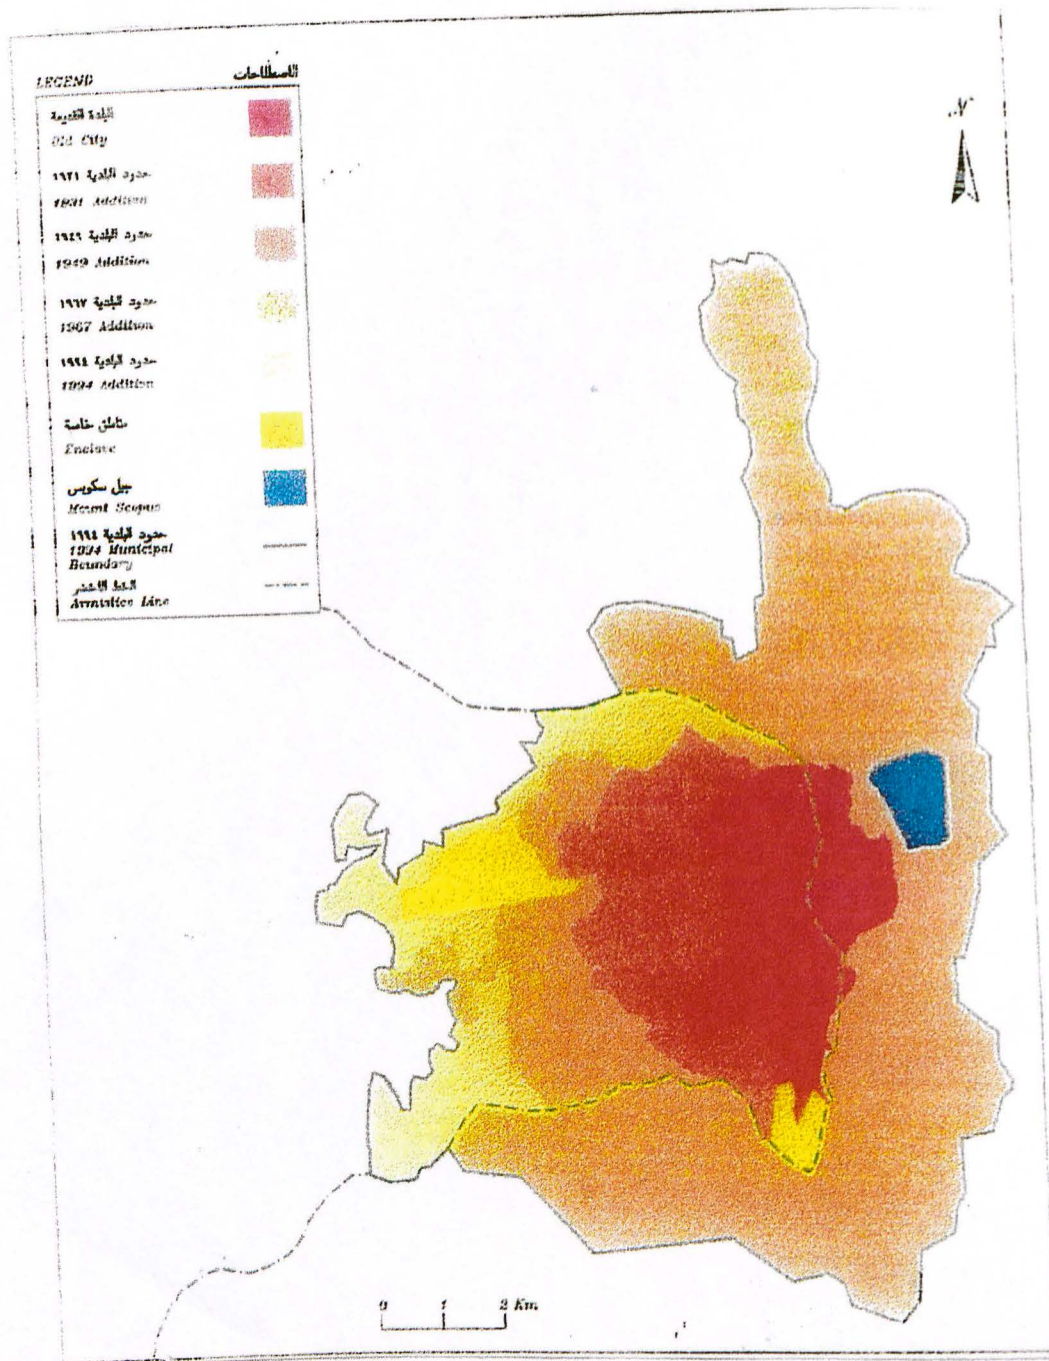 LEGEND الاصطلاحات
البلدة القديمة
Old City
حدود البلدية ١٩٣١
1931 Addition
حدود البلدية ١٩٤٩
1949 Addition
حدود البلدية ١٩٦٧
1967 Addition
حدود البلدية ١٩٩٤
1994 Addition
مناطق خاصة
Enclave
جبل سكوبس
Mount Scopus
حدود البلدية ١٩٩٤
1994 Municipal
Boundary
الخط الأخضر
Armistice Line
N
0 1 2 Km